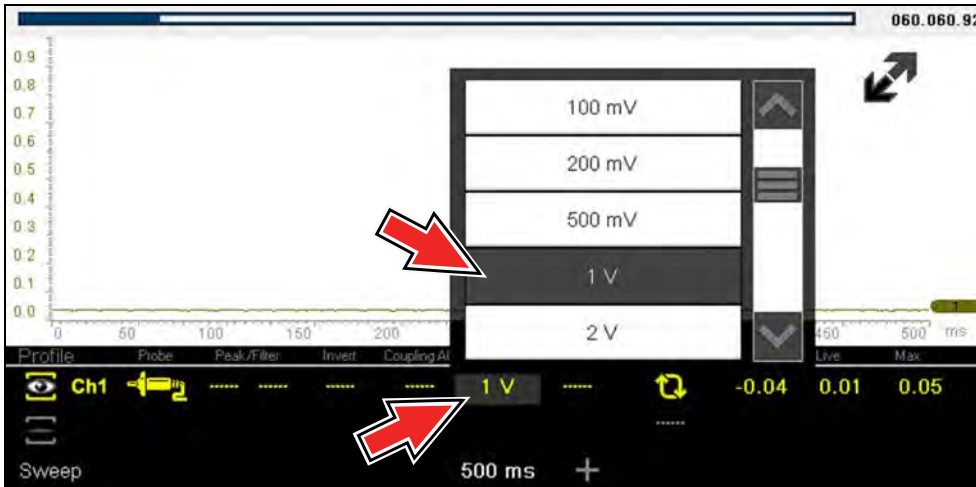 060.060.92
0.9
0.8
0.7
0.6
0.5
0.4
0.3
0.2
0.1
0.0
100 mV
200 mV
500 mV
1 V
2 V
1
0 50 100 150 200 450 500 ms
Profile Probe Peak/Filter Invert Coupling Live Max
Ch1 ------ ------ ------ ------ 1 V ------ -0.04 0.01 0.05
------
Sweep 500 ms +